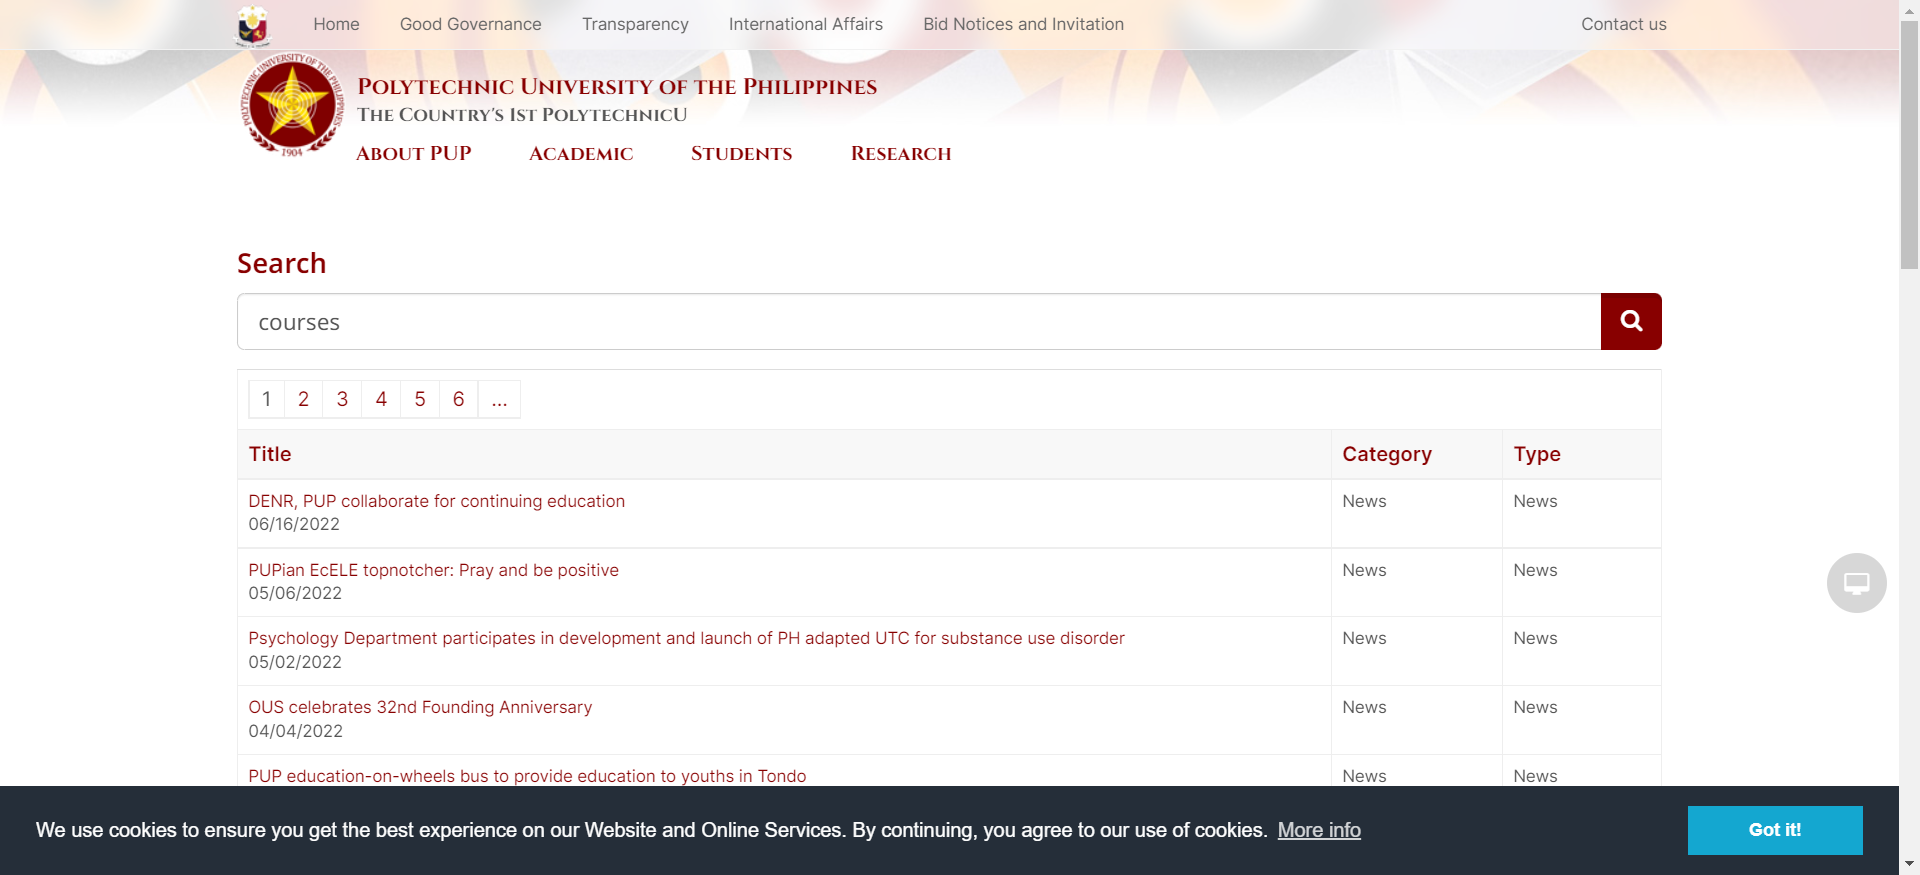 Home Good Governance Transparency International Affairs Bid Notices and Invitation Contact us
POLYTECHNIC UNIVERSITY OF THE PHILIPPINES
1904
POLYTECHNIC UNIVERSITY OF THE PHILIPPINES
THE COUNTRY'S 1ST POLYTECHNICU
ABOUT PUP ACADEMIC STUDENTS RESEARCH
Search
courses
1 2 3 4 5 6 ...
Title Category Type
DENR, PUP collaborate for continuing education News News
06/16/2022
PUPian EcELE topnotcher: Pray and be positive News News
05/06/2022
Psychology Department participates in development and launch of PH adapted UTC for substance use disorder News News
05/02/2022
OUS celebrates 32nd Founding Anniversary News News
04/04/2022
PUP education-on-wheels bus to provide education to youths in Tondo News News
We use cookies to ensure you get the best experience on our Website and Online Services. By continuing, you agree to our use of cookies. More info Got it!